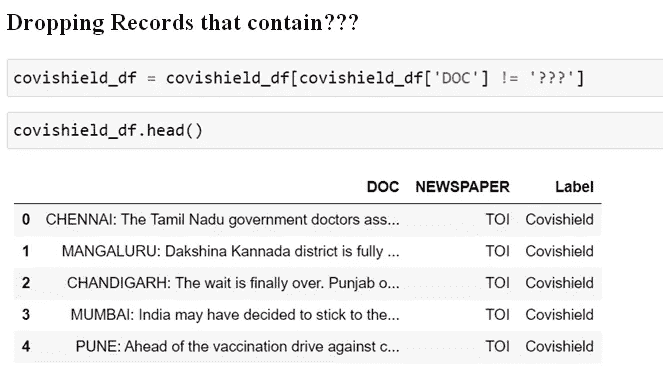 Dropping Records that contain???
covishield_df = covishield_df[covishield_df['DOC'] != '???']
covishield_df.head()
DOC NEWSPAPER Label
0 CHENNAI: The Tamil Nadu government doctors ass... TOI Covishield
1 MANGALURU: Dakshina Kannada district is fully ... TOI Covishield
2 CHANDIGARH: The wait is finally over. Punjab o... TOI Covishield
3 MUMBAI: India may have decided to stick to the... TOI Covishield
4 PUNE: Ahead of the vaccination drive against c... TOI Covishield